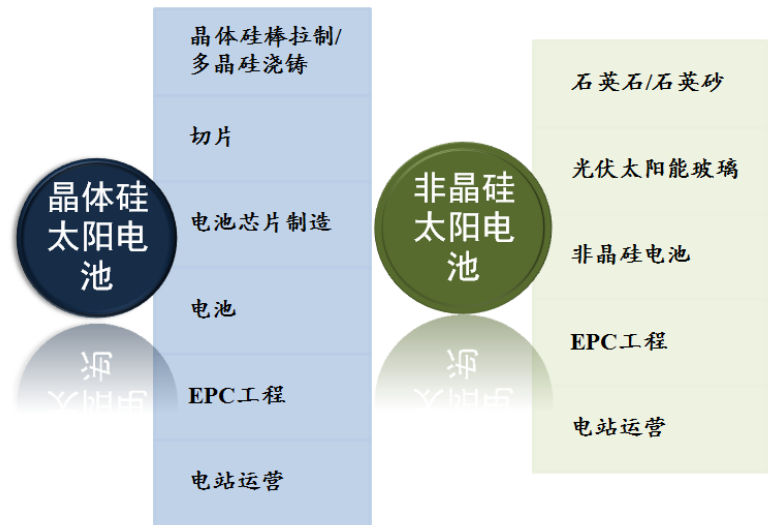 晶体硅
太阳电
池
晶体硅棒拉制/
多晶硅浇铸
切片
电池芯片制造
电池
EPC工程
电站运营
非晶硅
太阳电
池
石英石/石英砂
光伏太阳能玻璃
非晶硅电池
EPC工程
电站运营